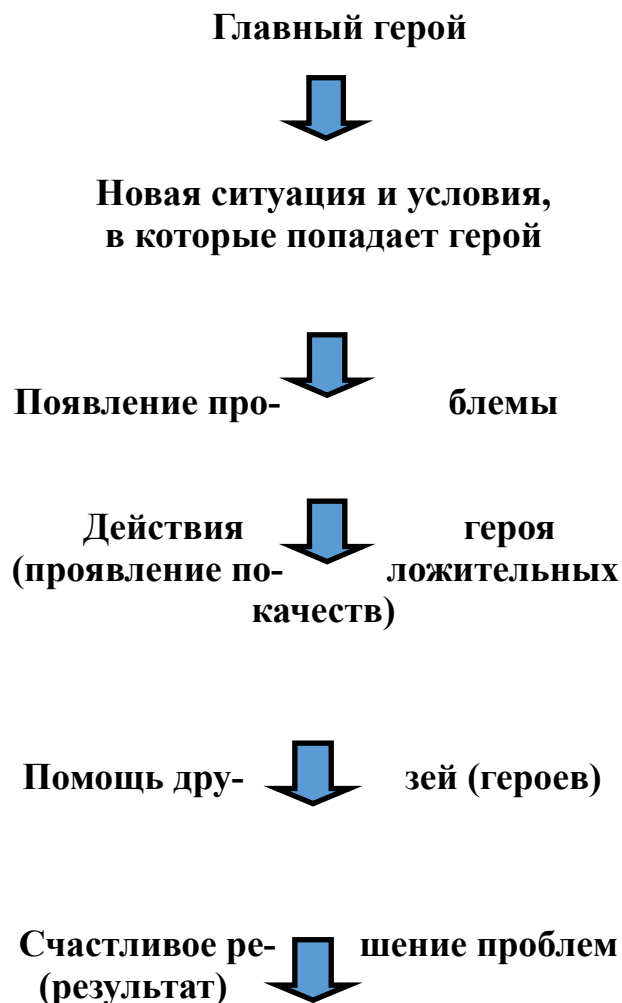 Главный герой
Новая ситуация и условия,
в которые попадает герой
Появление про- блемы
Действия героя
(проявление по- ложительных
качеств)
Помощь дру- зей (героев)
Счастливое ре- шение проблем
(результат)